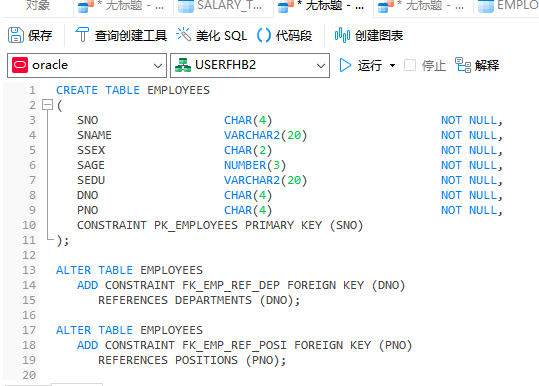 对象 * 无标题 - ... SALARY_T... * 无标题 - ... * 无标题 - ... EMPLO
保存 查询创建工具 美化 SQL () 代码段 创建图表
oracle USERFHB2 运行 停止 解释
1 CREATE TABLE EMPLOYEES
2 (
3 SNO CHAR(4) NOT NULL,
4 SNAME VARCHAR2(20) NOT NULL,
5 SSEX CHAR(2) NOT NULL,
6 SAGE NUMBER(3) NOT NULL,
7 SEDU VARCHAR2(20) NOT NULL,
8 DNO CHAR(4) NOT NULL,
9 PNO CHAR(4) NOT NULL,
10 CONSTRAINT PK_EMPLOYEES PRIMARY KEY (SNO)
11 );
12
13 ALTER TABLE EMPLOYEES
14 ADD CONSTRAINT FK_EMP_REF_DEP FOREIGN KEY (DNO)
15 REFERENCES DEPARTMENTS (DNO);
16
17 ALTER TABLE EMPLOYEES
18 ADD CONSTRAINT FK_EMP_REF_POSI FOREIGN KEY (PNO)
19 REFERENCES POSITIONS (PNO);
20